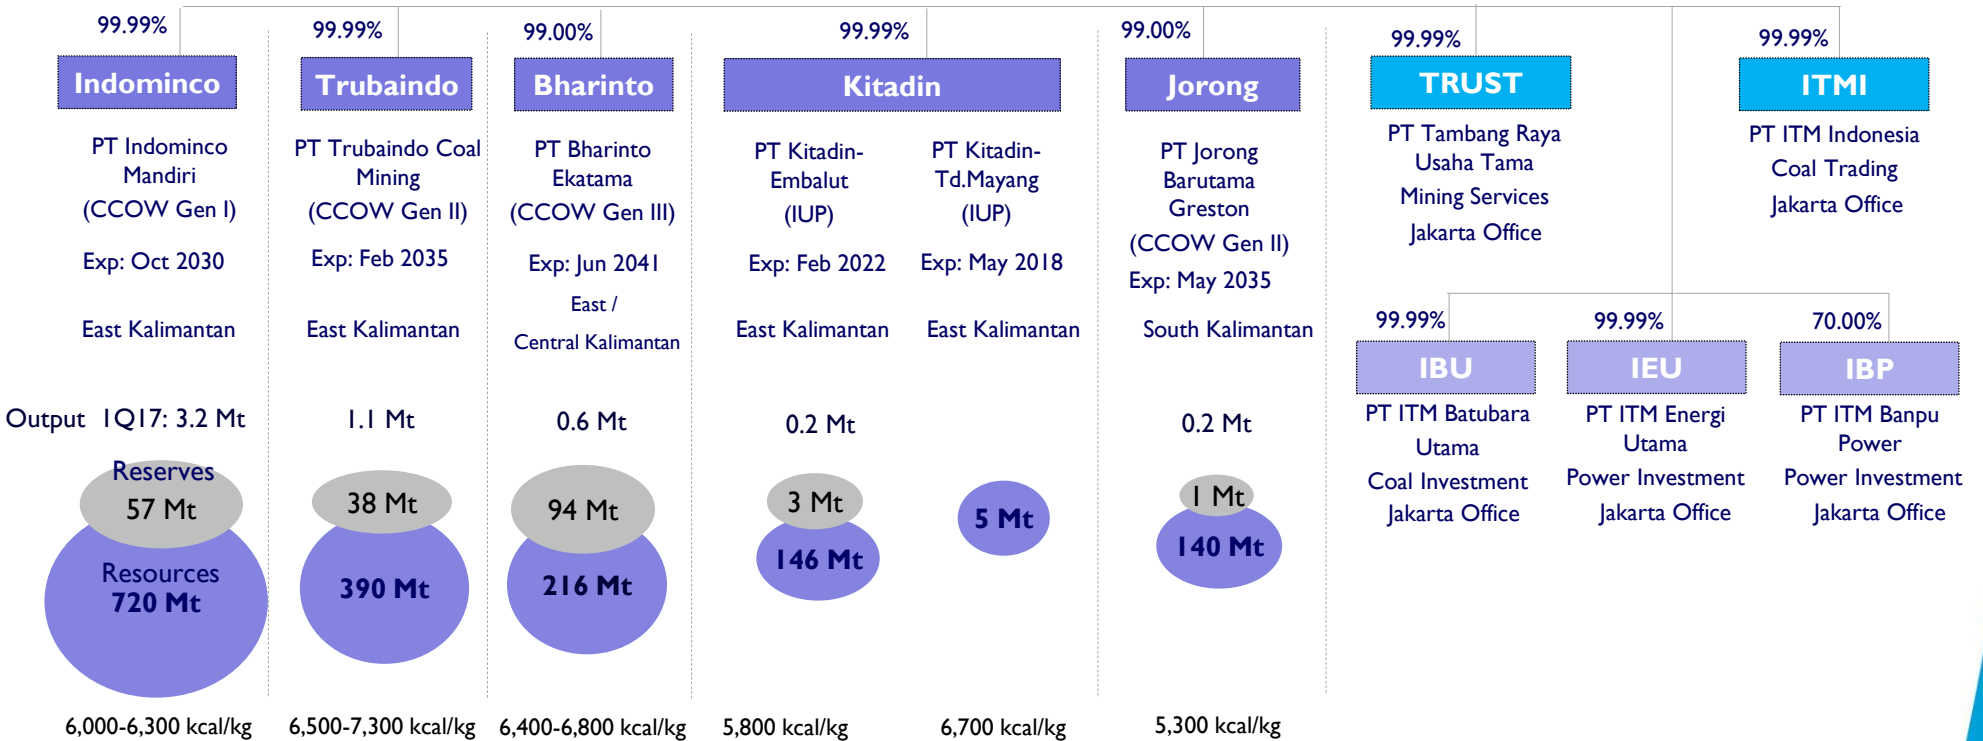 99.99%
99.99%
99.00%
99.99%
99.00%
99.99%
99.99%
Indominco
Trubaindo
Bharinto
Kitadin
Jorong
TRUST
ITMI
PT Indominco
Mandiri
(CCOW Gen I)
Exp: Oct 2030
East Kalimantan
PT Trubaindo Coal
Mining
(CCOW Gen II)
Exp: Feb 2035
East Kalimantan
PT Bharinto
Ekatama
(CCOW Gen III)
Exp: Jun 2041
East /
Central Kalimantan
PT Kitadin-
Embalut
(IUP)
Exp: Feb 2022
East Kalimantan
PT Kitadin-
Td.Mayang
(IUP)
Exp: May 2018
East Kalimantan
PT Jorong
Barutama
Greston
(CCOW Gen II)
Exp: May 2035
South Kalimantan
PT Tambang Raya
Usaha Tama
Mining Services
Jakarta Office
PT ITM Indonesia
Coal Trading
Jakarta Office
99.99%
99.99%
70.00%
IBU
IEU
IBP
PT ITM Batubara
Utama
Coal Investment
Jakarta Office
PT ITM Energi
Utama
Power Investment
Jakarta Office
PT ITM Banpu
Power
Power Investment
Jakarta Office
Output 1Q17: 3.2 Mt
1.1 Mt
0.6 Mt
0.2 Mt
0.2 Mt
Reserves
57 Mt
38 Mt
94 Mt
3 Mt
1 Mt
Resources
720 Mt
390 Mt
216 Mt
146 Mt
5 Mt
140 Mt
6,000-6,300 kcal/kg
6,500-7,300 kcal/kg
6,400-6,800 kcal/kg
5,800 kcal/kg
6,700 kcal/kg
5,300 kcal/kg